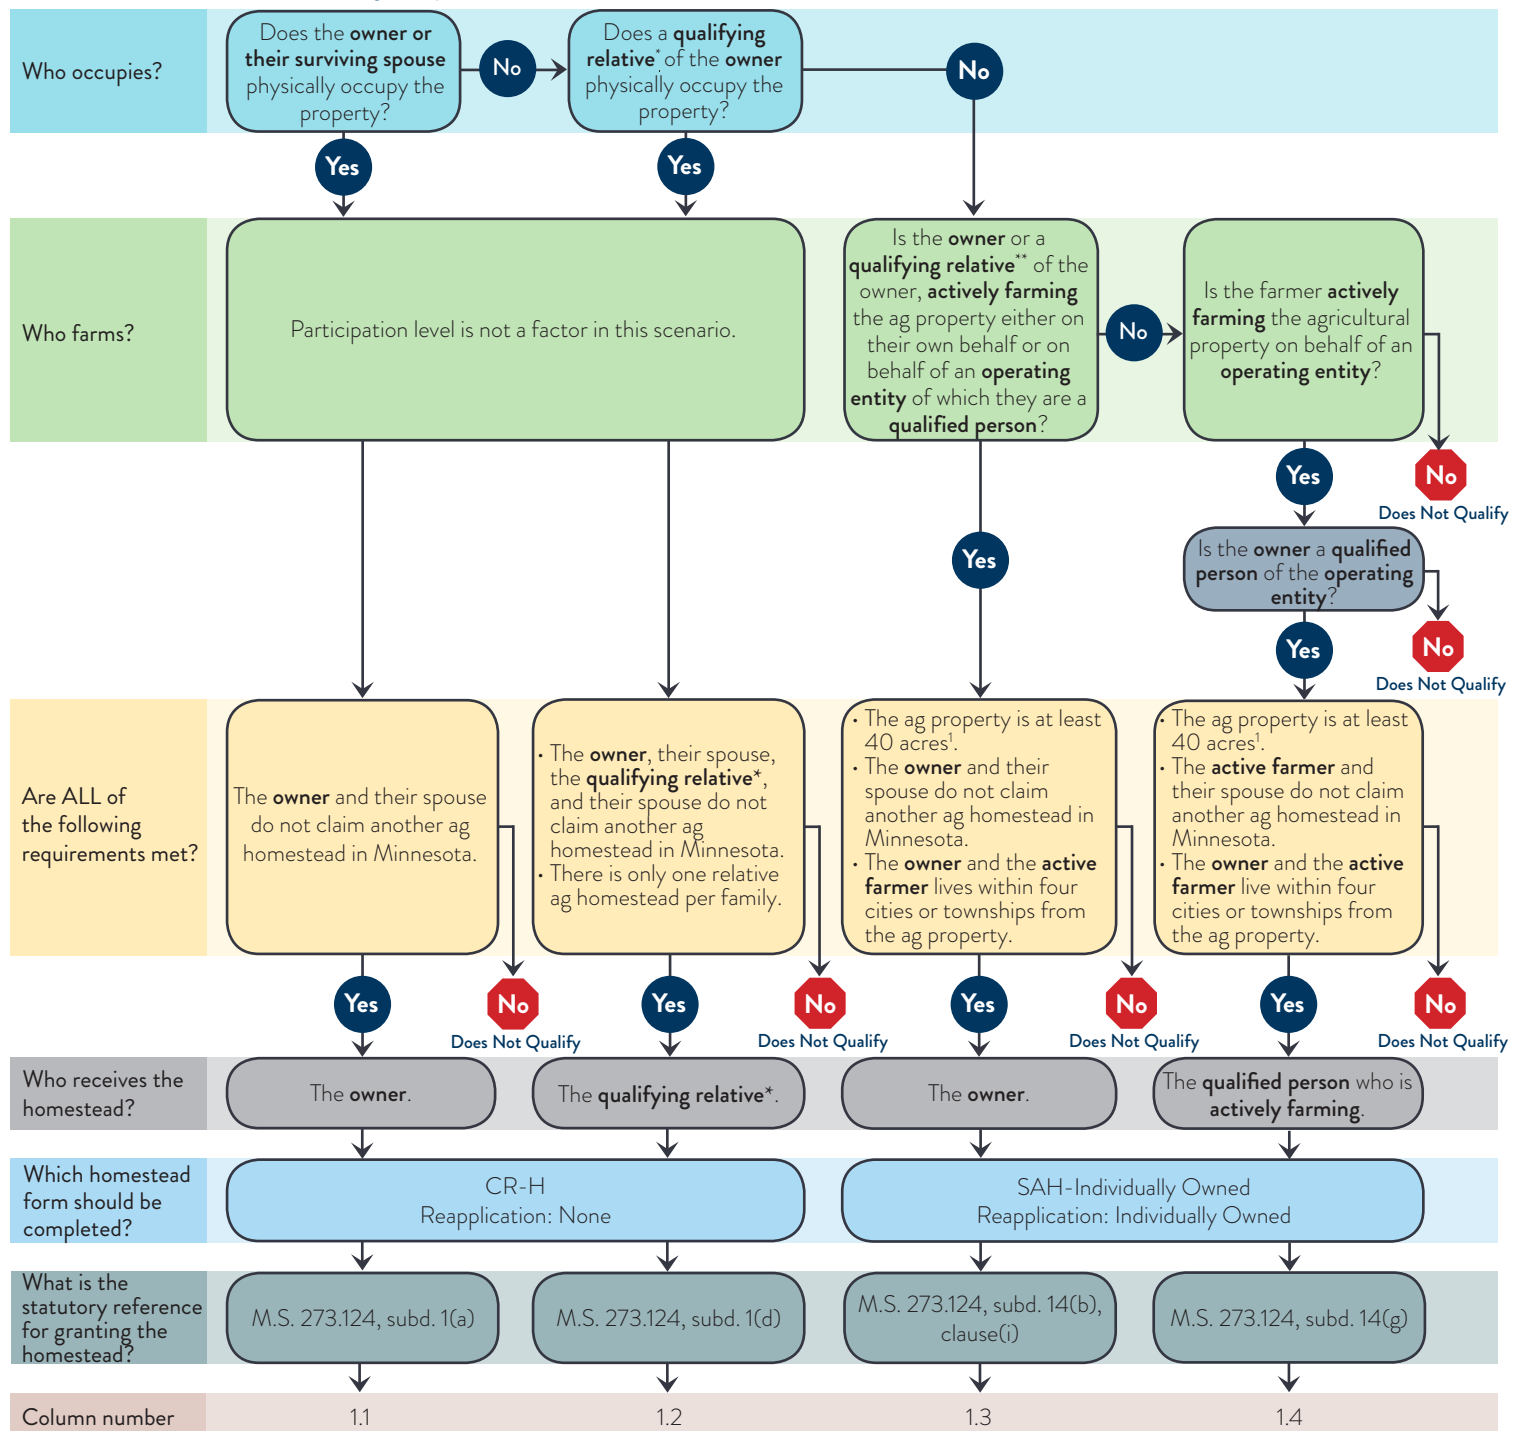 Who occupies?
Does the owner or
their surviving spouse
physically occupy the
property?
No
Does a qualifying
relative* of the owner
physically occupy the
property?
No
Yes
Yes
Who farms?
Participation level is not a factor in this scenario.
Is the owner or a
qualifying relative** of the
owner, actively farming
the ag property either on
their own behalf or on
behalf of an operating
entity of which they are a
qualified person?
No
Is the farmer actively
farming the agricultural
property on behalf of an
operating entity?
Yes
No
Does Not Qualify
Yes
Is the owner a qualified
person of the operating
entity?
Yes
No
Does Not Qualify
Are ALL of
the following
requirements met?
The owner and their spouse
do not claim another ag
homestead in Minnesota.
• The owner, their spouse,
the qualifying relative*,
and their spouse do not
claim another ag
homestead in Minnesota.
• There is only one relative
ag homestead per family.
• The ag property is at least
40 acres¹.
• The owner and their
spouse do not claim
another ag homestead in
Minnesota.
• The owner and the active
farmer lives within four
cities or townships from
the ag property.
• The ag property is at least
40 acres¹.
• The active farmer and
their spouse do not claim
another ag homestead in
Minnesota.
• The owner and the active
farmer live within four
cities or townships from
the ag property.
Yes
No
Does Not Qualify
Yes
No
Does Not Qualify
Yes
No
Does Not Qualify
Yes
No
Does Not Qualify
Who receives the
homestead?
The owner.
The qualifying relative*.
The owner.
The qualified person who is
actively farming.
Which homestead
form should be
completed?
CR-H
Reapplication: None
SAH-Individually Owned
Reapplication: Individually Owned
What is the
statutory reference
for granting the
homestead?
M.S. 273.124, subd. 1(a)
M.S. 273.124, subd. 1(d)
M.S. 273.124, subd. 14(b),
clause(i)
M.S. 273.124, subd. 14(g)
Column number
1.1
1.2
1.3
1.4